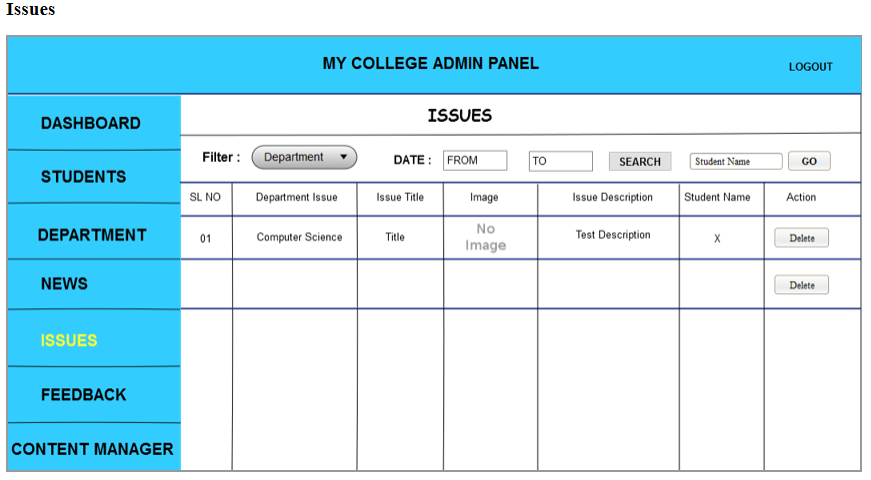 Issues
MY COLLEGE ADMIN PANEL
LOGOUT
DASHBOARD
STUDENTS
DEPARTMENT
NEWS
ISSUES
FEEDBACK
CONTENT MANAGER
ISSUES
Filter : Department DATE : FROM TO SEARCH Student Name GO
SL NO Department Issue Issue Title Image Issue Description Student Name Action
01 Computer Science Title No Image Test Description X Delete
Delete